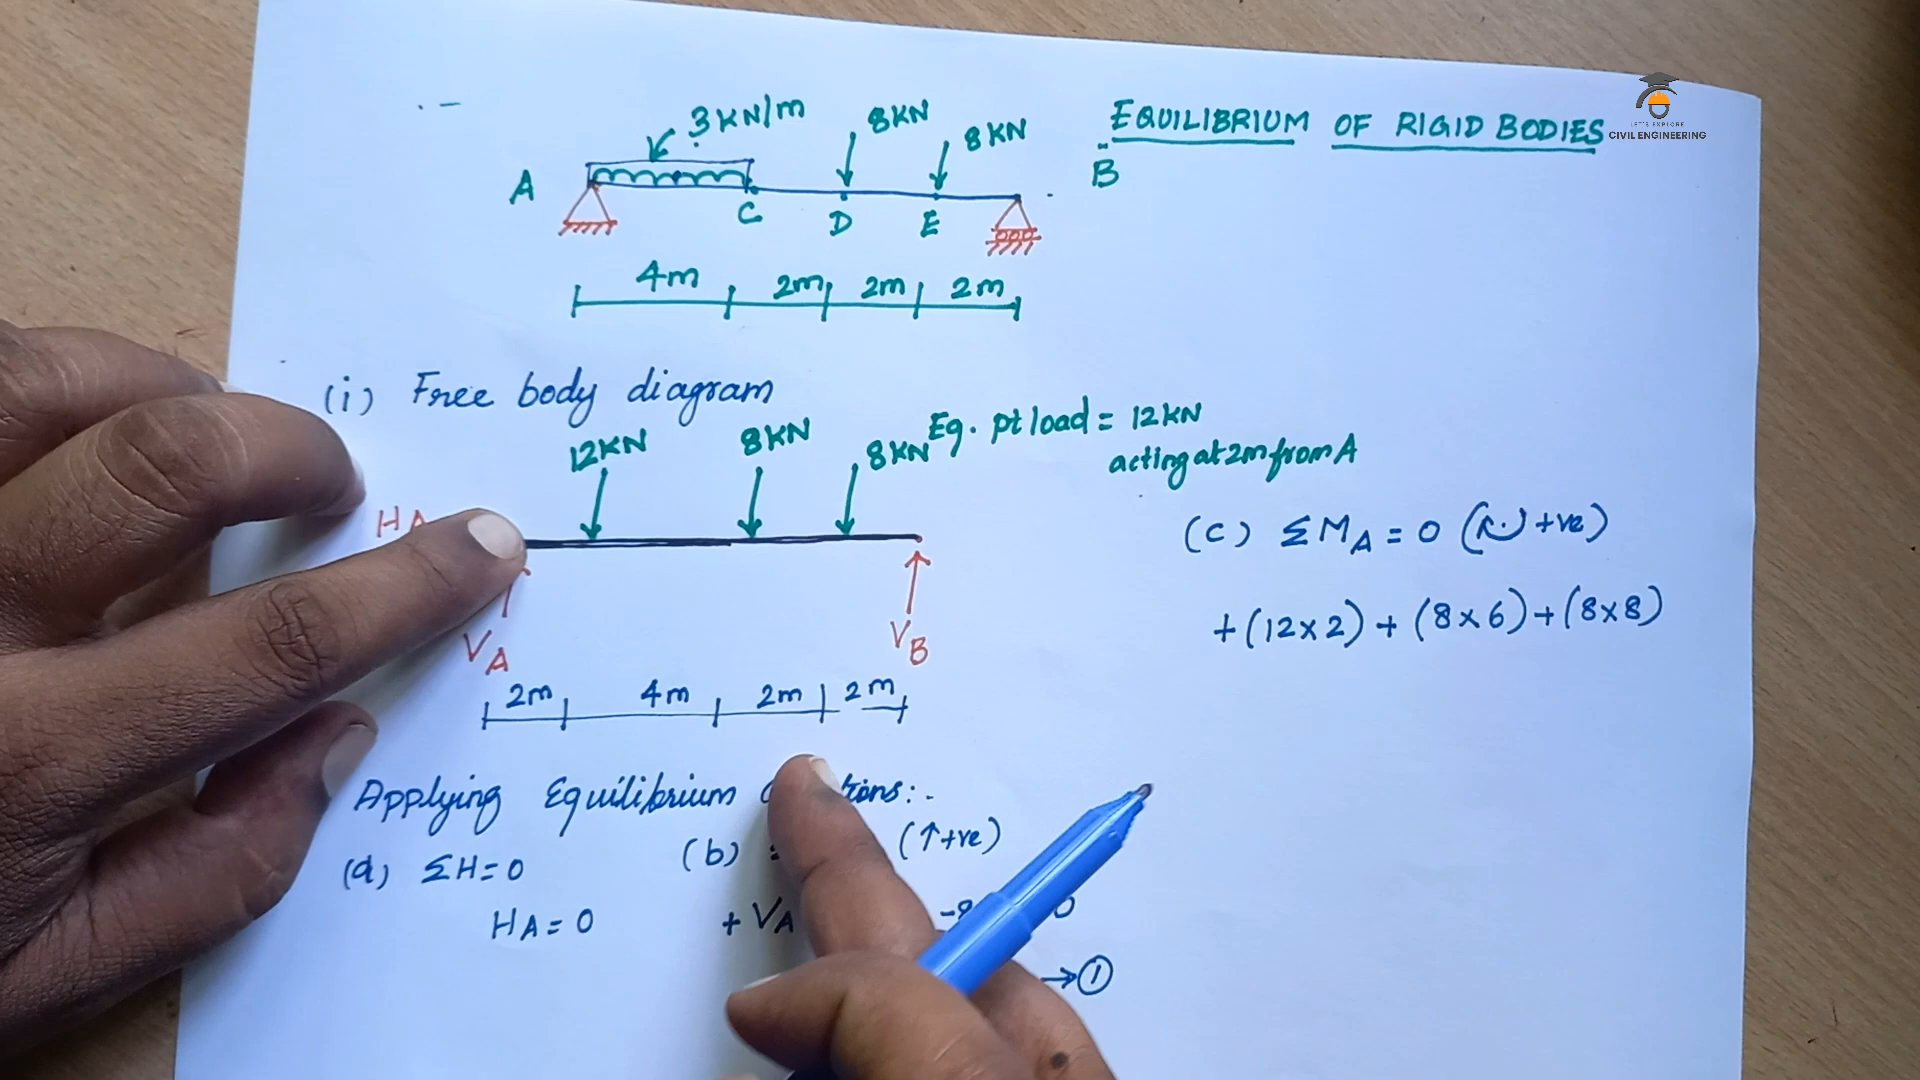 EQUILIBRIUM OF RIGID BODIES
LET'S EXPLORE
CIVIL ENGINEERING
3 KN/m 8KN 8KN
A B
C D E
4m 2m 2m 2m
(i) Free body diagram
12KN 8KN 8KN
Eq. pt load = 12KN
acting at 2m from A
VA VB
2m 4m 2m 2m
Applying Equilibrium
(a) ΣH=0
HA=0
(b) (↑+ve)
+ VA
→①
(C) ΣMA = 0 ( +ve)
+(12×2) + (8×6)+(8×8)